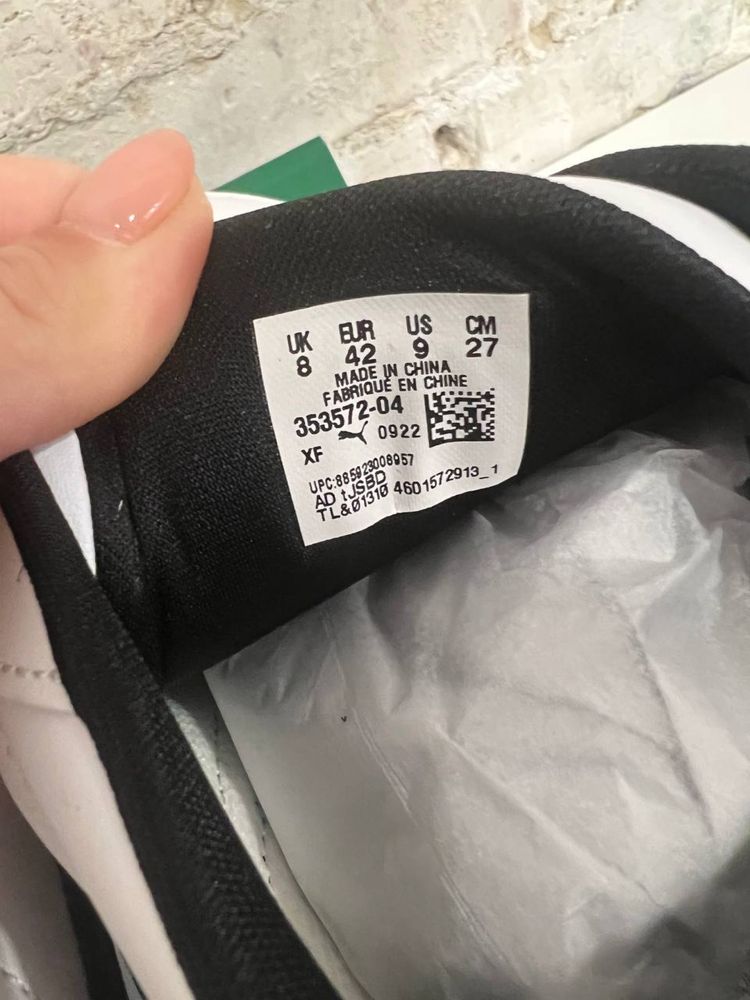 UK EUR US CM
8 42 9 27
MADE IN CHINA
FABRIQUÉ EN CHINE
353572-04
0922
XF
UPC:885923008957
AD tJSBD
TL&01310 4601572913_1